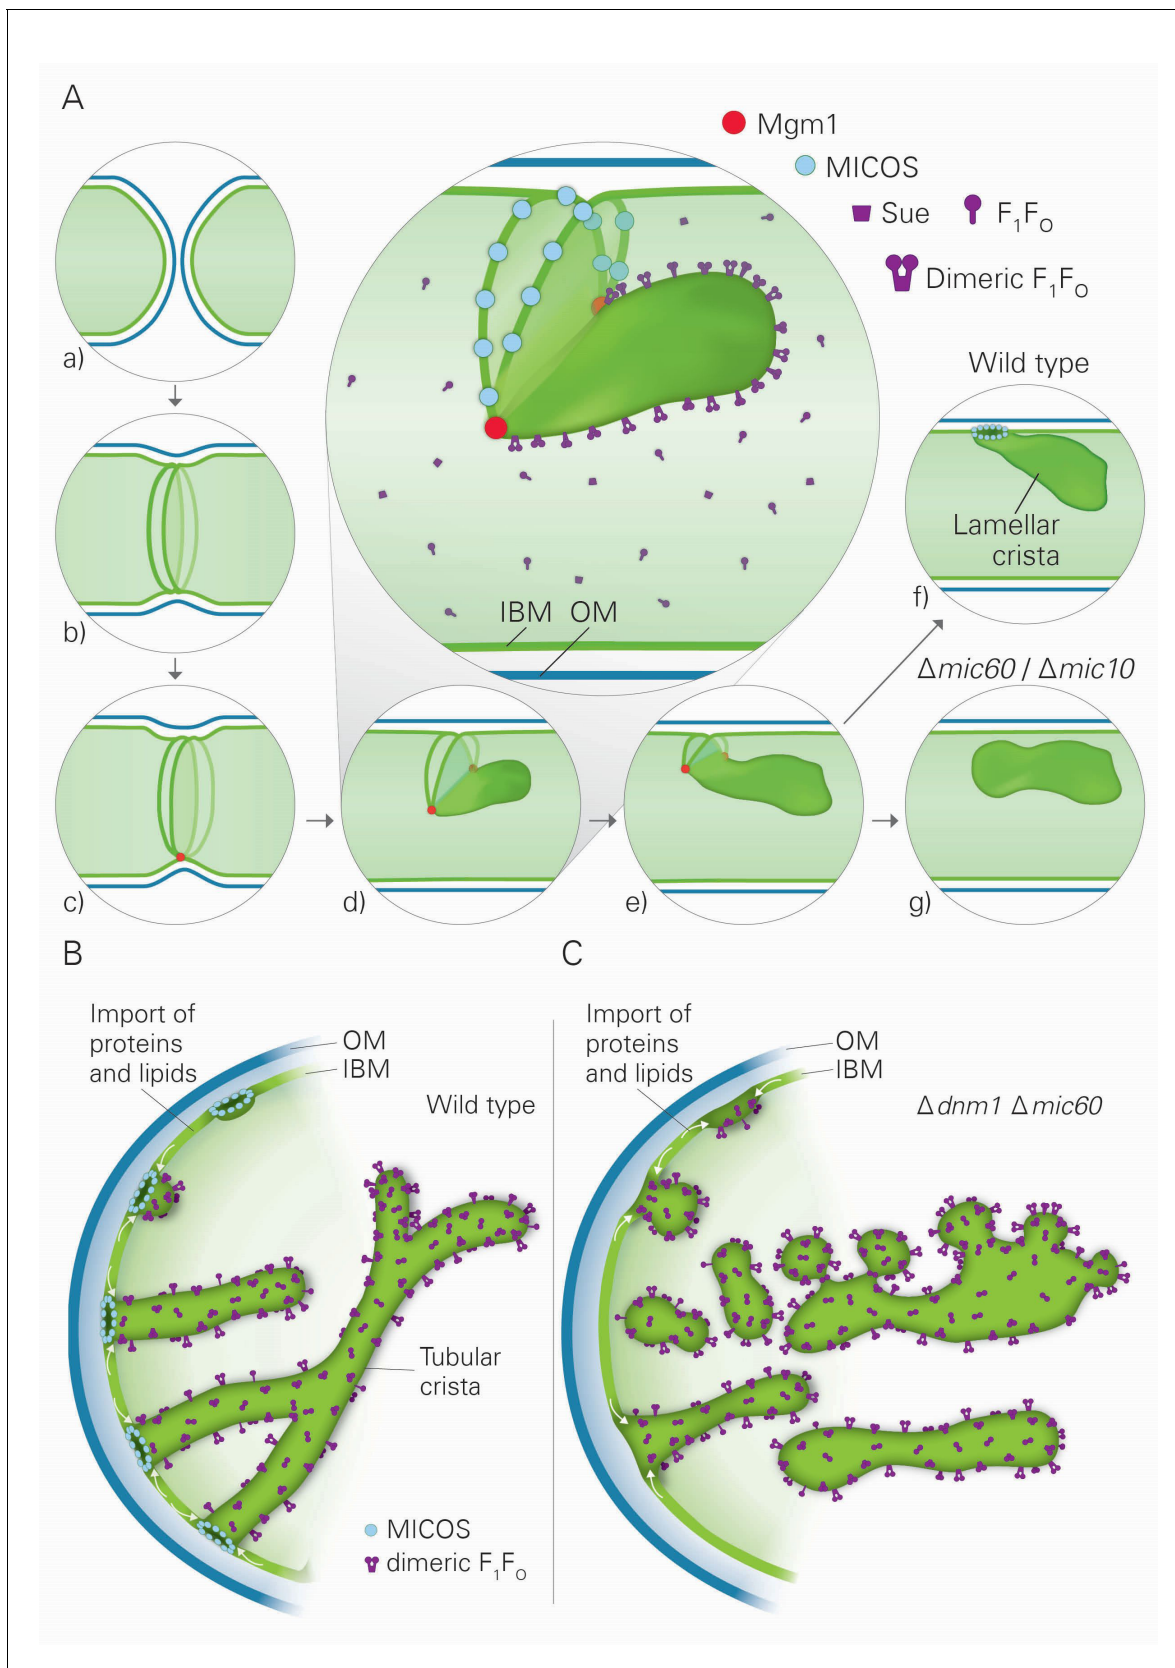 A
Mgm1
MICOS
Sue
F1FO
Dimeric F1FO
a)
Wild type
Lamellar
crista
f)
b)
IBM
OM
Δmic60 / Δmic10
c)
d)
e)
g)
B
Import of
proteins
and lipids
OM
IBM
Wild type
Tubular
crista
MICOS
dimeric F1FO
C
Import of
proteins
and lipids
OM
IBM
Δdnm1 Δmic60